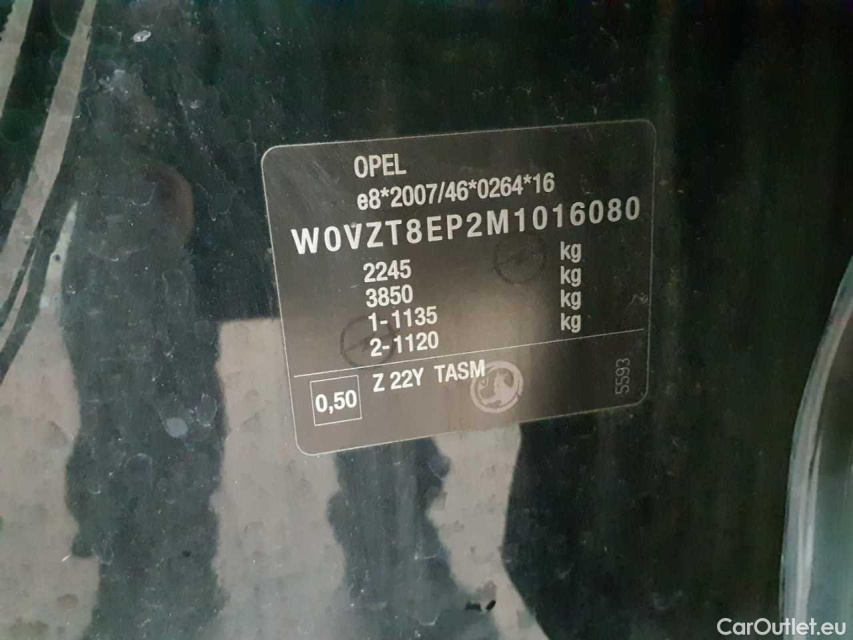 OPEL
e8*2007/46*0264*16
W0VZT8EP2M1016080
2245 kg
3850 kg
1-1135 kg
2-1120 kg
0,50 Z 22Y TASM
5593
CarOutlet.eu